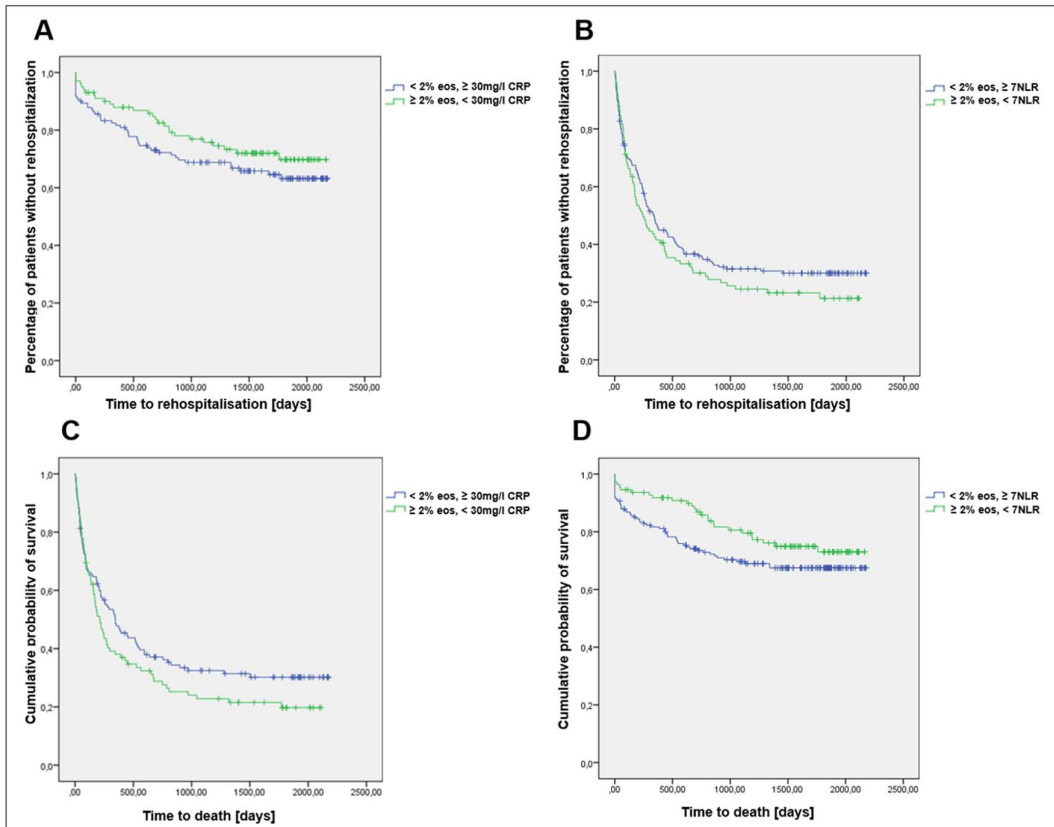 A
Percentage of patients without rehospitalization
1,0
0,8
0,6
0,4
0,2
0,0
,00 500,00 1000,00 1500,00 2000,00 2500,00
Time to rehospitalisation [days]
< 2% eos, ≥ 30mg/l CRP
≥ 2% eos, < 30mg/l CRP
B
Percentage of patients without rehospitalization
1,0
0,8
0,6
0,4
0,2
0,0
,00 500,00 1000,00 1500,00 2000,00 2500,00
Time to rehospitalisation [days]
< 2% eos, ≥ 7NLR
≥ 2% eos, < 7NLR
C
Cumulative probability of survival
1,0
0,8
0,6
0,4
0,2
0,0
,00 500,00 1000,00 1500,00 2000,00 2500,00
Time to death [days]
< 2% eos, ≥ 30mg/l CRP
≥ 2% eos, < 30mg/l CRP
D
Cumulative probability of survival
1,0
0,8
0,6
0,4
0,2
0,0
,00 500,00 1000,00 1500,00 2000,00 2500,00
Time to death [days]
< 2% eos, ≥ 7NLR
≥ 2% eos, < 7NLR